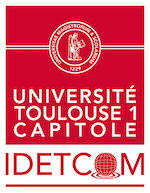 1229
UNIVERSITÉ
TOULOUSE 1
CAPITOLE
IDETCOM